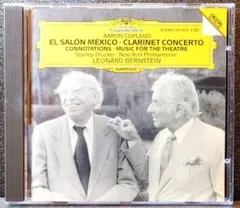 AARON COPLAND
EL SALÓN MÉXICO · CLARINET CONCERTO
CONNOTATIONS · MUSIC FOR THE THEATRE
Stanley Drucker · New York Philharmonic
LEONARD BERNSTEIN